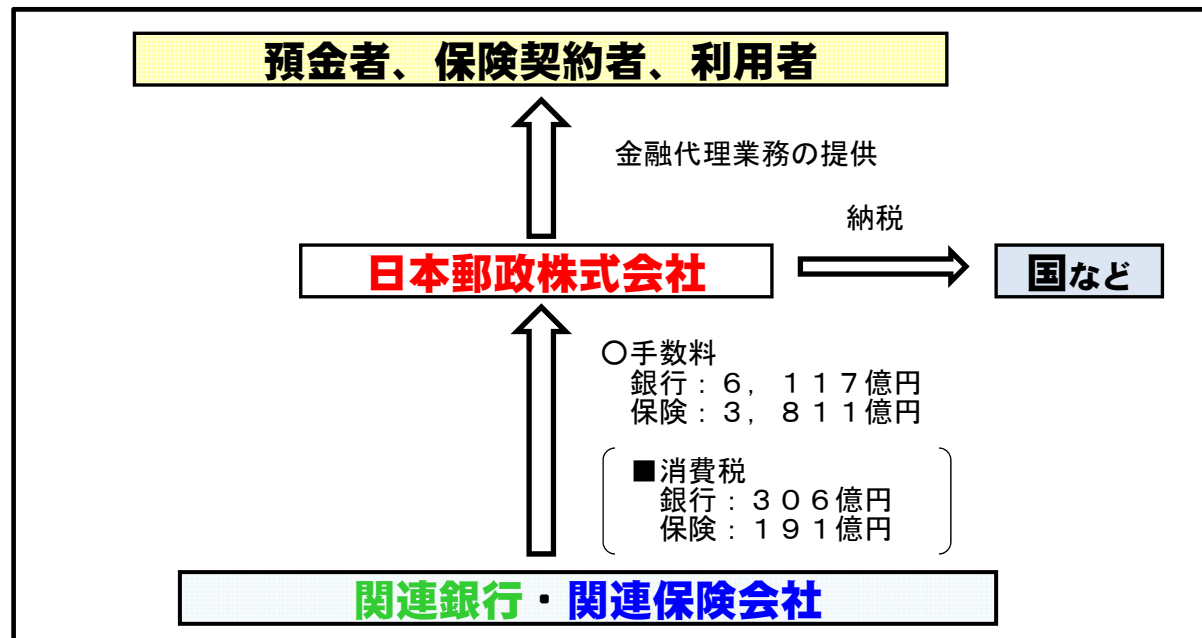 預金者、保険契約者、利用者
金融代理業務の提供
納税
日本郵政株式会社
国など
○手数料
銀行：６，１１７億円
保険：３，８１１億円
■消費税
銀行：３０６億円
保険：１９１億円
関連銀行・関連保険会社